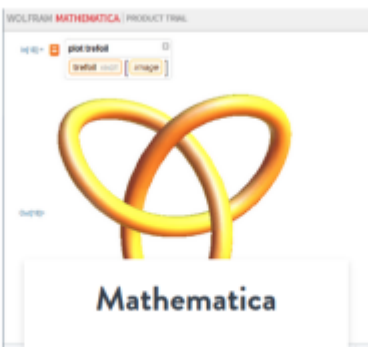 WOLFRAM MATHEMATICA | PRODUCT TRIAL
plot trefoil
trefoil image
Mathematica